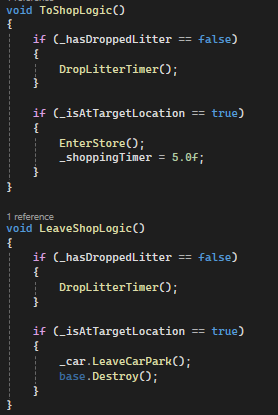 void ToShopLogic()
{
if (_hasDroppedLitter == false)
{
DropLitterTimer();
}
if (_isAtTargetLocation == true)
{
EnterStore();
_shoppingTimer = 5.0f;
}
}
1 reference
void LeaveShopLogic()
{
if (_hasDroppedLitter == false)
{
DropLitterTimer();
}
if (_isAtTargetLocation == true)
{
_car.LeaveCarPark();
base.Destroy();
}
}